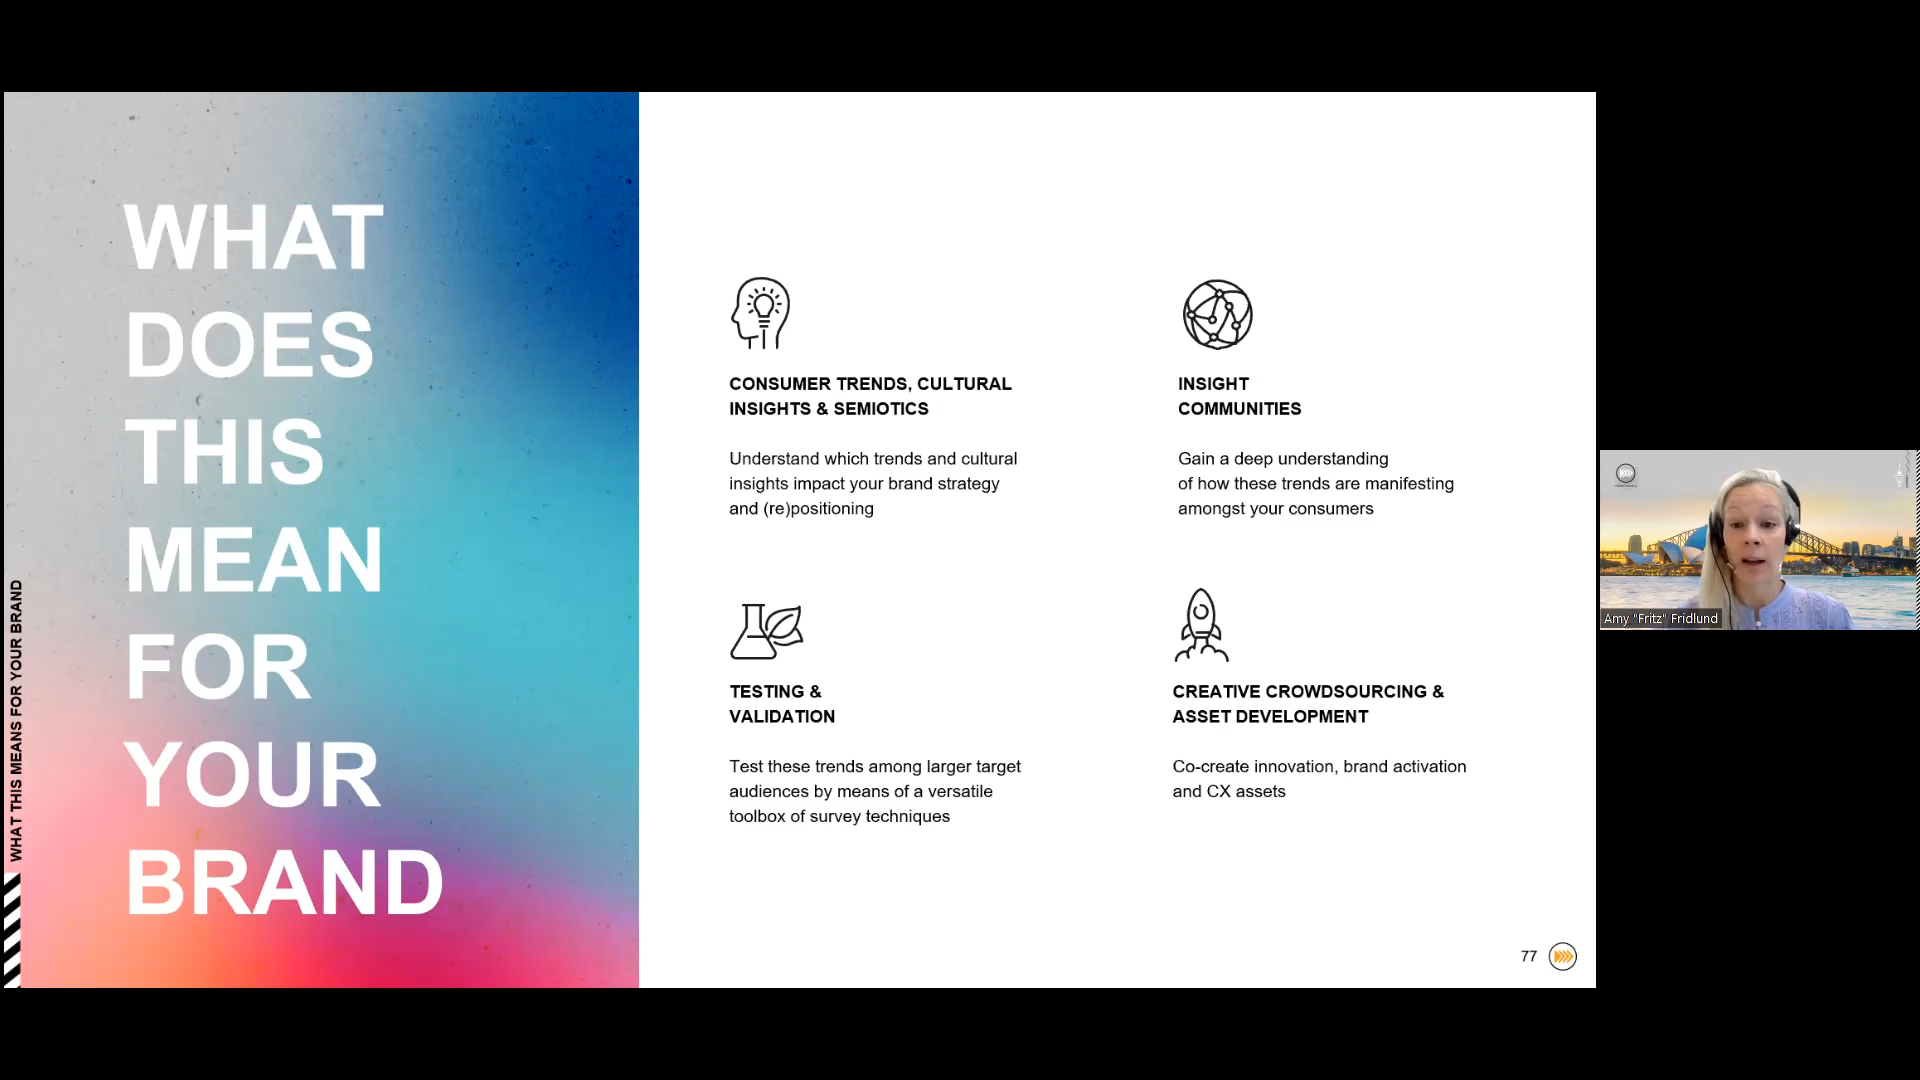 WHAT
DOES
THIS
MEAN
FOR
YOUR
BRAND
WHAT THIS MEANS FOR YOUR BRAND
CONSUMER TRENDS, CULTURAL
INSIGHTS & SEMIOTICS
Understand which trends and cultural
insights impact your brand strategy
and (re)positioning
INSIGHT
COMMUNITIES
Gain a deep understanding
of how these trends are manifesting
amongst your consumers
TESTING &
VALIDATION
Test these trends among larger target
audiences by means of a versatile
toolbox of survey techniques
CREATIVE CROWDSOURCING &
ASSET DEVELOPMENT
Co-create innovation, brand activation
and CX assets
77
Amy "Fritz" Fridlund